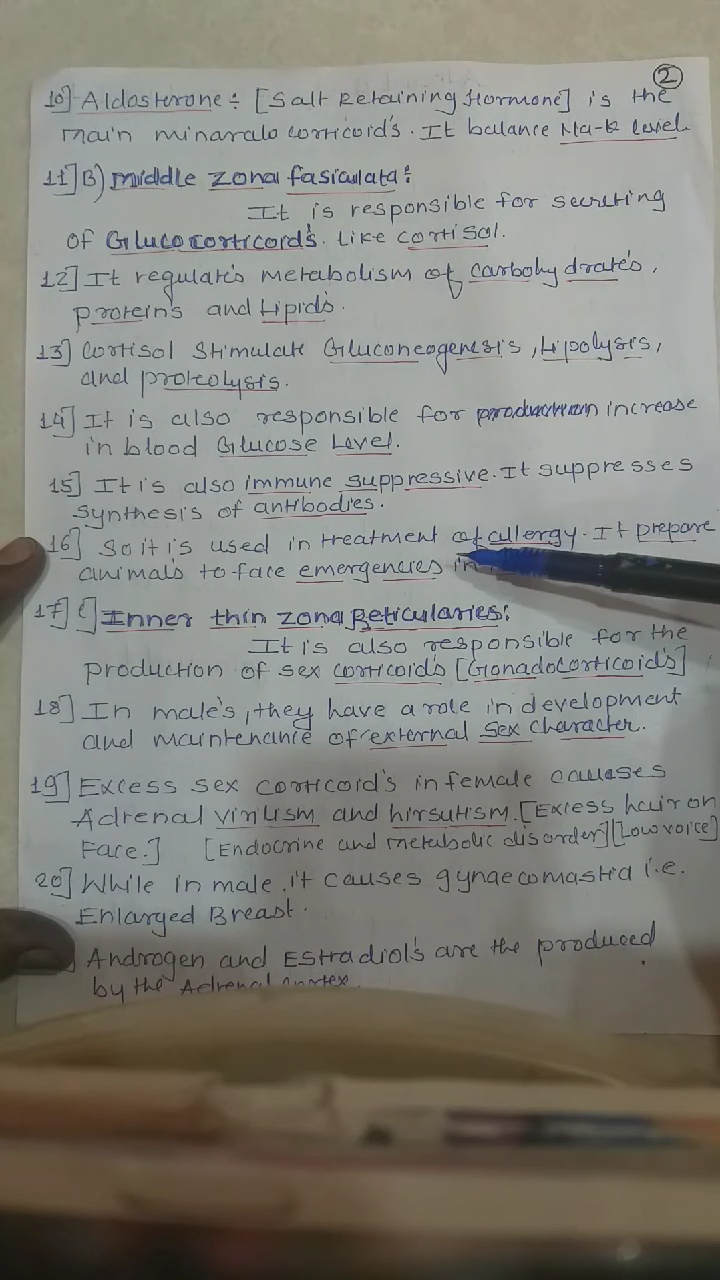 ②
10] Aldosterone ÷ [Salt Retaining Hormone] is the
main minaralo corticoid's. It balance Na-K level.
11] B) Middle zona fasiculata:
It is responsible for secreting
of Glucocorticoid's. Like cortisol.
12] It regulate's metabolism of carbohydrate's,
protein's and Lipid's.
13] Cortisol stimulate Gluconeogenesis, Lipolysis,
and proteolysis.
14] It is also responsible for increase
in blood Glucose Level.
15] It is also immune suppressive. It suppresses
synthesis of antibodies.
16] So it is used in treatment of allergy. It prepare
animal's to face emergencies in
17] C] Inner thin zona Reticularies:
It is also responsible for the
production of sex corticoid's [Gonadocorticoid's]
18] In male's, they have a role in development
and maintenance of external sex character.
19] Excess sex corticoid's in female causes
Adrenal virilism and hirsutism. [Excess hair on
Face.] [Endocrine and metabolic disorder] [Low voice]
20] While in male it causes gynaecomastia i.e.
Enlarged Breast.
Androgen and Estradiol's are the produced
by the Adrenal cortex.